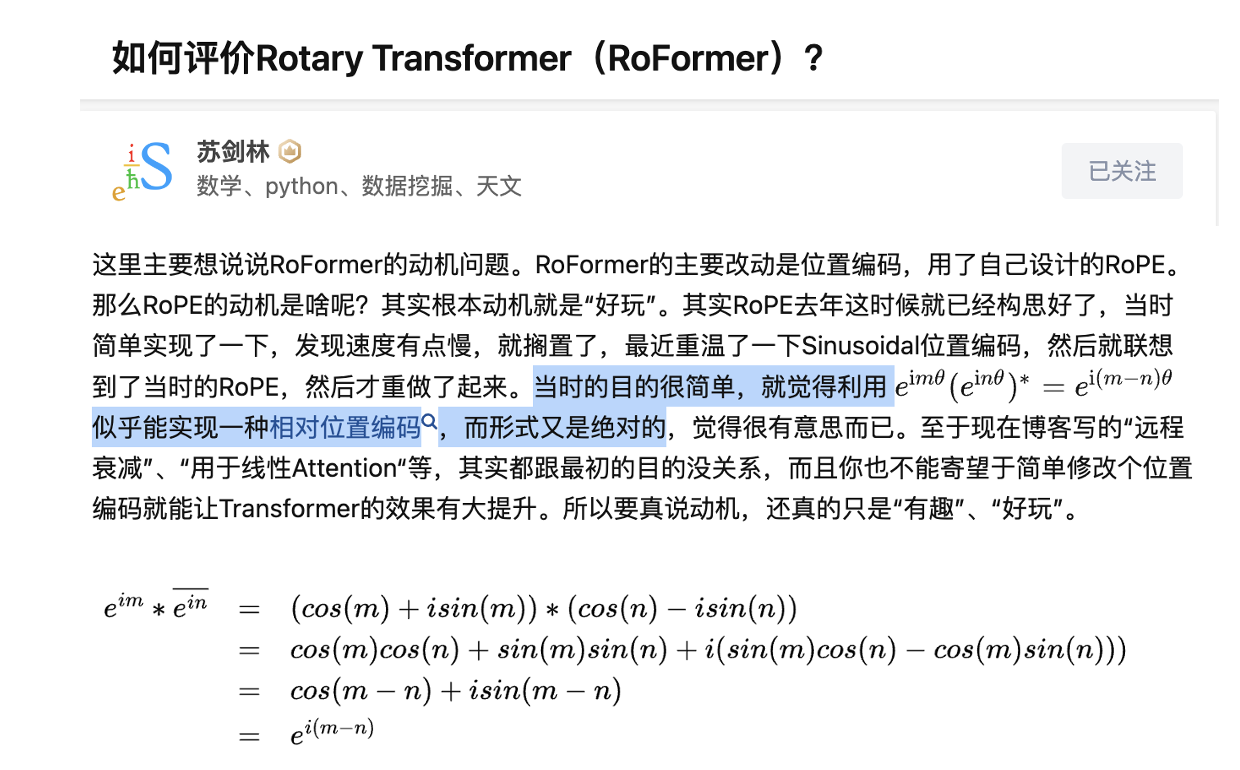 如何评价Rotary Transformer（RoFormer）?
i S
e ħ
苏剑林
数学、python、数据挖掘、天文
已关注
这里主要想说说RoFormer的动机问题。RoFormer的主要改动是位置编码，用了自己设计的RoPE。
那么RoPE的动机是啥呢？其实根本动机就是“好玩”。其实RoPE去年这时候就已经构思好了，当时
简单实现了一下，发现速度有点慢，就搁置了，最近重温了一下Sinusoidal位置编码，然后就联想
到了当时的RoPE，然后才重做了起来。当时的目的很简单，就觉得利用 e^{imθ}(e^{inθ})^* = e^{i(m−n)θ}
似乎能实现一种相对位置编码，而形式又是绝对的，觉得很有意思而已。至于现在博客写的“远程
衰减”、“用于线性Attention“等，其实都跟最初的目的没关系，而且你也不能寄望于简单修改个位置
编码就能让Transformer的效果有大提升。所以要真说动机，还真的只是“有趣”、“好玩”。
e^{im} * \overline{e^{in}} = (cos(m) + isin(m)) * (cos(n) − isin(n))
= cos(m)cos(n) + sin(m)sin(n) + i(sin(m)cos(n) − cos(m)sin(n)))
= cos(m − n) + isin(m − n)
= e^{i(m−n)}